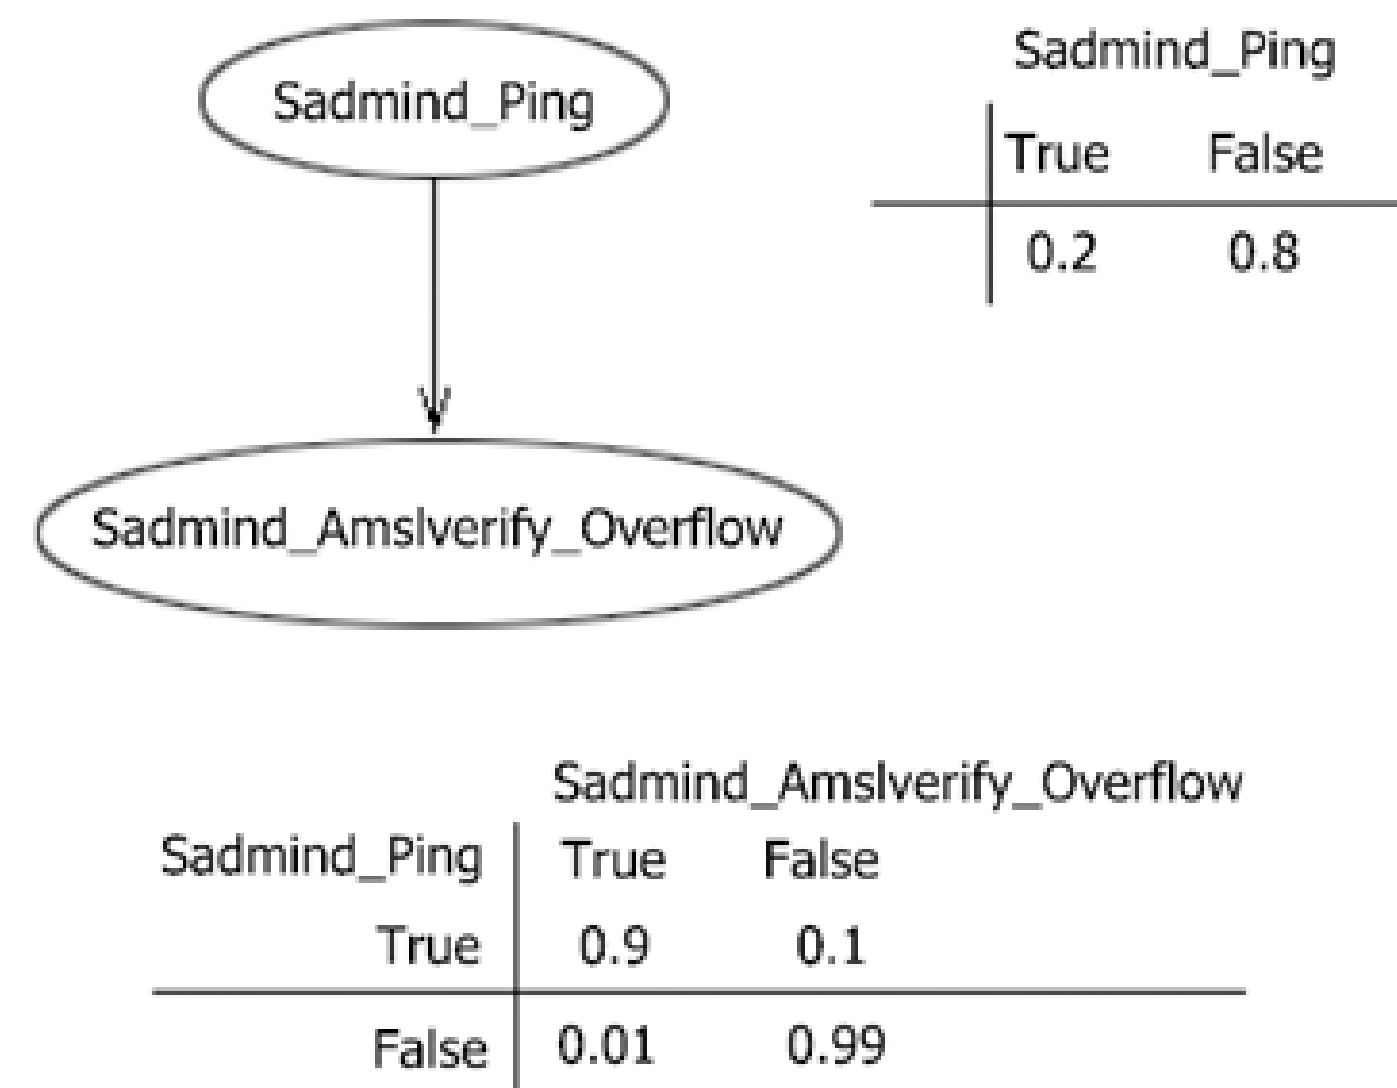 Sadmind_Ping
Sadmind_Ping
True False
0.2 0.8
Sadmind_Amslverify_Overflow
Sadmind_Amslverify_Overflow
Sadmind_Ping True False
True 0.9 0.1
False 0.01 0.99